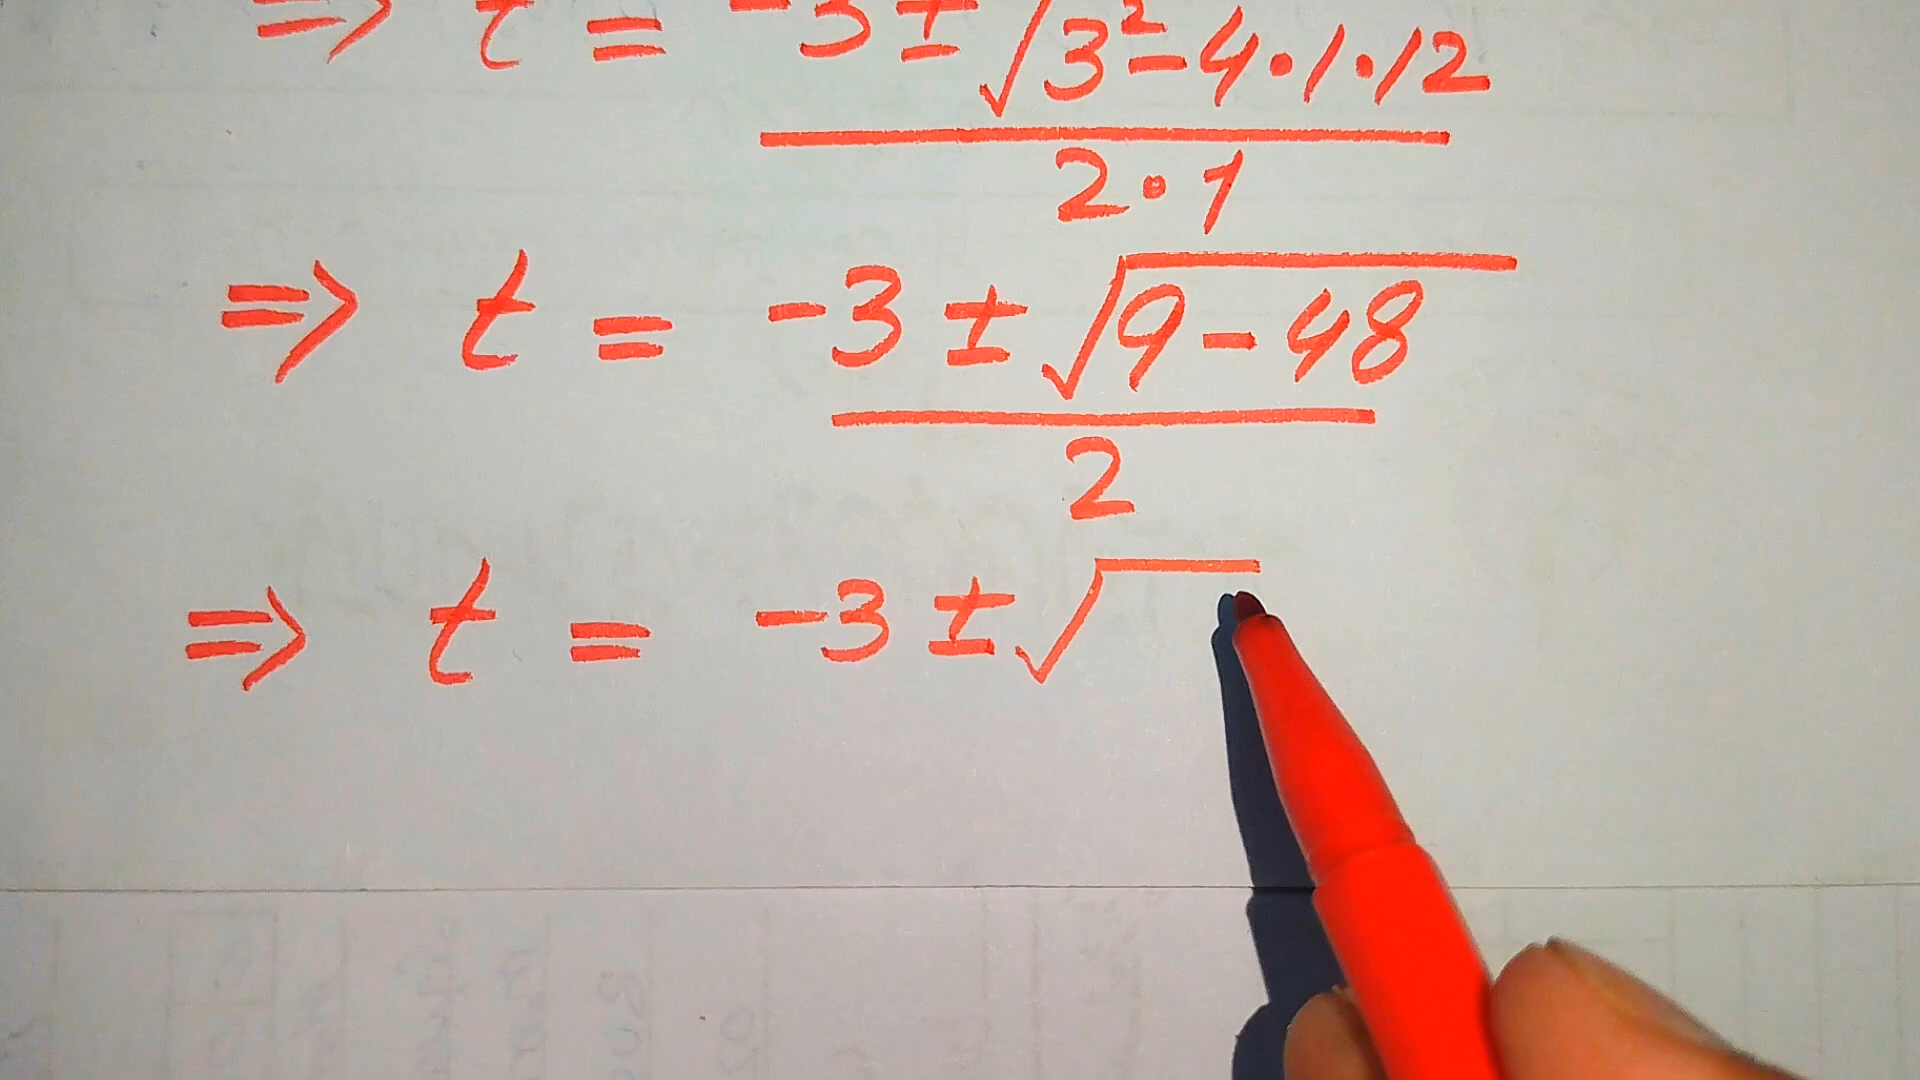 ⇒ t = -3 ± √3² - 4·1·12
2·1
⇒ t = -3 ± √9 - 48
2
⇒ t = -3 ± √